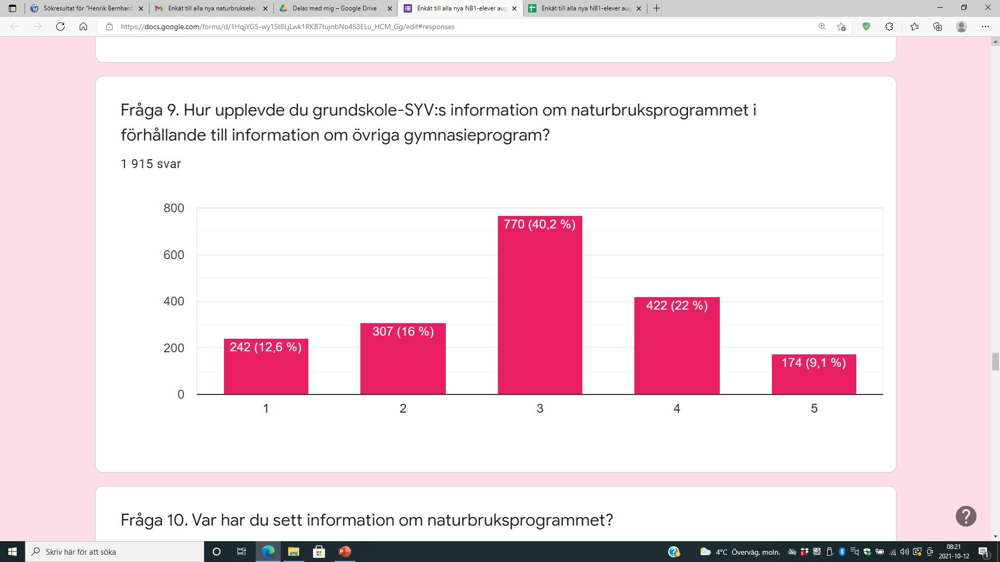 Sökresultat för "Henrik Bernhard
Enkät till alla nya naturbrukselev
Delas med mig – Google Drive
Enkät till alla nya NB1-elever aug
Enkät till alla nya NB1-elever aug
https://docs.google.com/forms/d/1HqjYG5-wy1St8LjLwk1RKB7tujnbNo4S3ELu_HCM_Gg/edit#responses
Fråga 9. Hur upplevde du grundskole-SYV:s information om naturbruksprogrammet i
förhållande till information om övriga gymnasieprogram?
1 915 svar
800
600
400
200
0
242 (12,6 %)
307 (16 %)
770 (40,2 %)
422 (22 %)
174 (9,1 %)
1
2
3
4
5
Fråga 10. Var har du sett information om naturbruksprogrammet?
Skriv här för att söka
4°C Överväg. moln.
08:21
2021-10-12
1